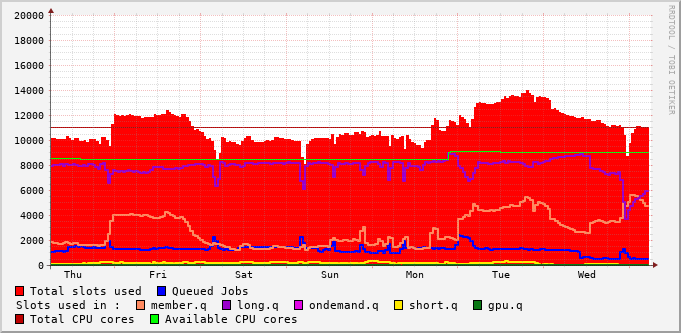 20000
18000
16000
14000
12000
10000
8000
6000
4000
2000
0
Thu Fri Sat Sun Mon Tue Wed
RRDTOOL / TOBI OETIKER
Total slots used Queued Jobs
Slots used in : member.q long.q ondemand.q short.q gpu.q
Total CPU cores Available CPU cores